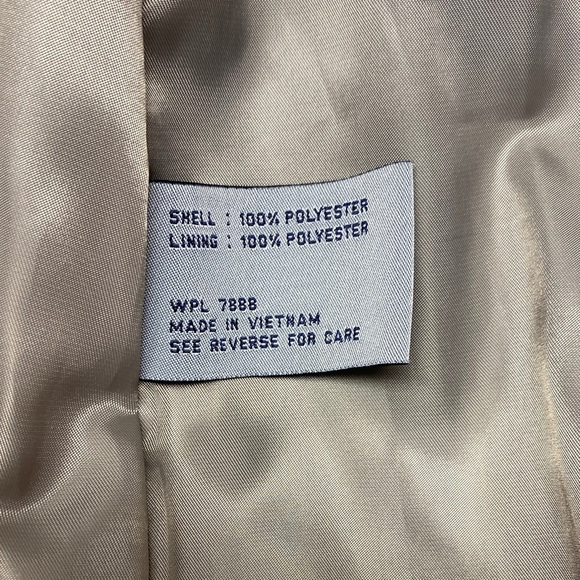 SHELL : 100% POLYESTER
LINING : 100% POLYESTER
WPL 7888
MADE IN VIETNAM
SEE REVERSE FOR CARE